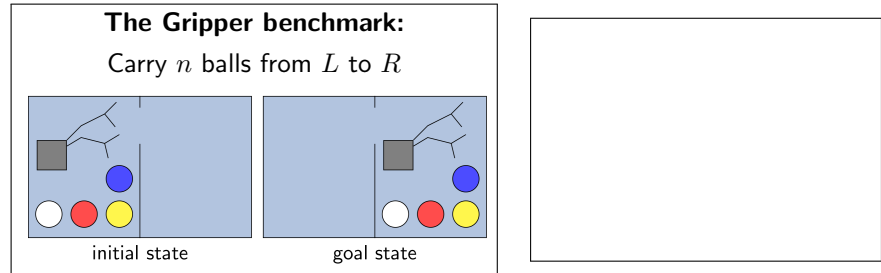 The Gripper benchmark:
Carry n balls from L to R
initial state
goal state